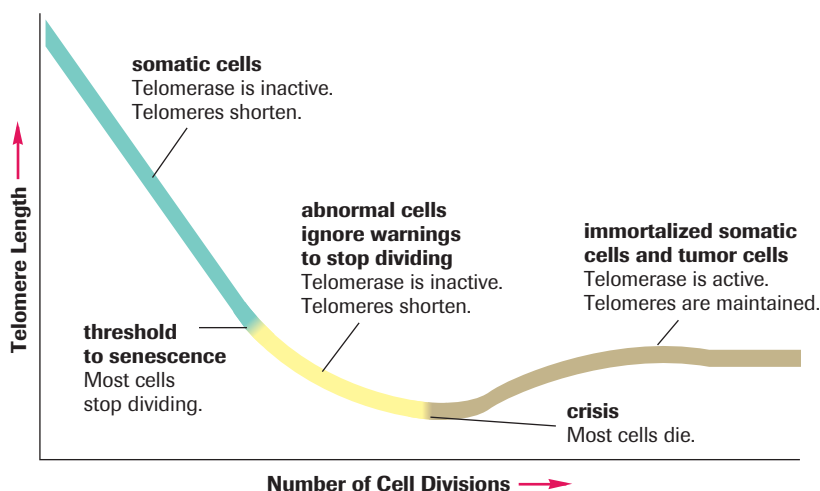 somatic cells
Telomerase is inactive.
Telomeres shorten.
abnormal cells
ignore warnings
to stop dividing
Telomerase is inactive.
Telomeres shorten.
immortalized somatic
cells and tumor cells
Telomerase is active.
Telomeres are maintained.
threshold
to senescence
Most cells
stop dividing.
crisis
Most cells die.
Telomere Length
Number of Cell Divisions